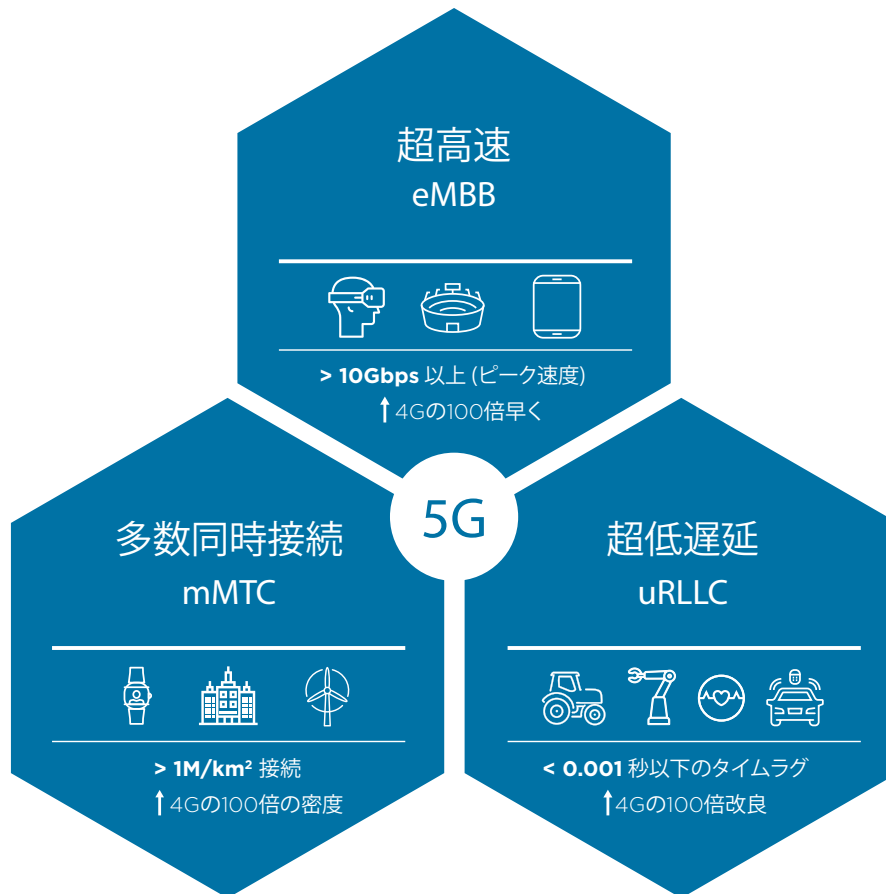 超高速
eMBB
> 10Gbps 以上 (ピーク速度)
↑4Gの100倍早く
5G
多数同時接続
mMTC
> 1M/km² 接続
↑4Gの100倍の密度
超低遅延
uRLLC
< 0.001 秒以下のタイムラグ
↑4Gの100倍改良